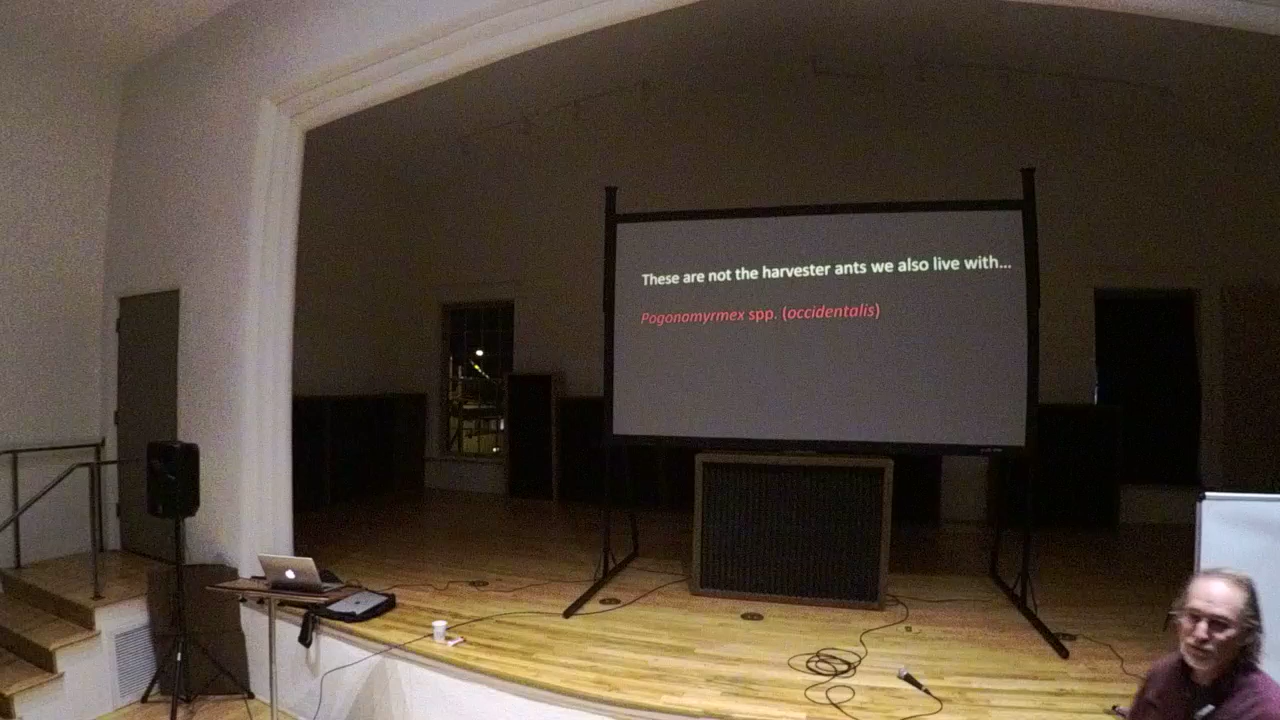 These are not the harvester ants we also live with...
Pogonomyrmex spp. (occidentalis)